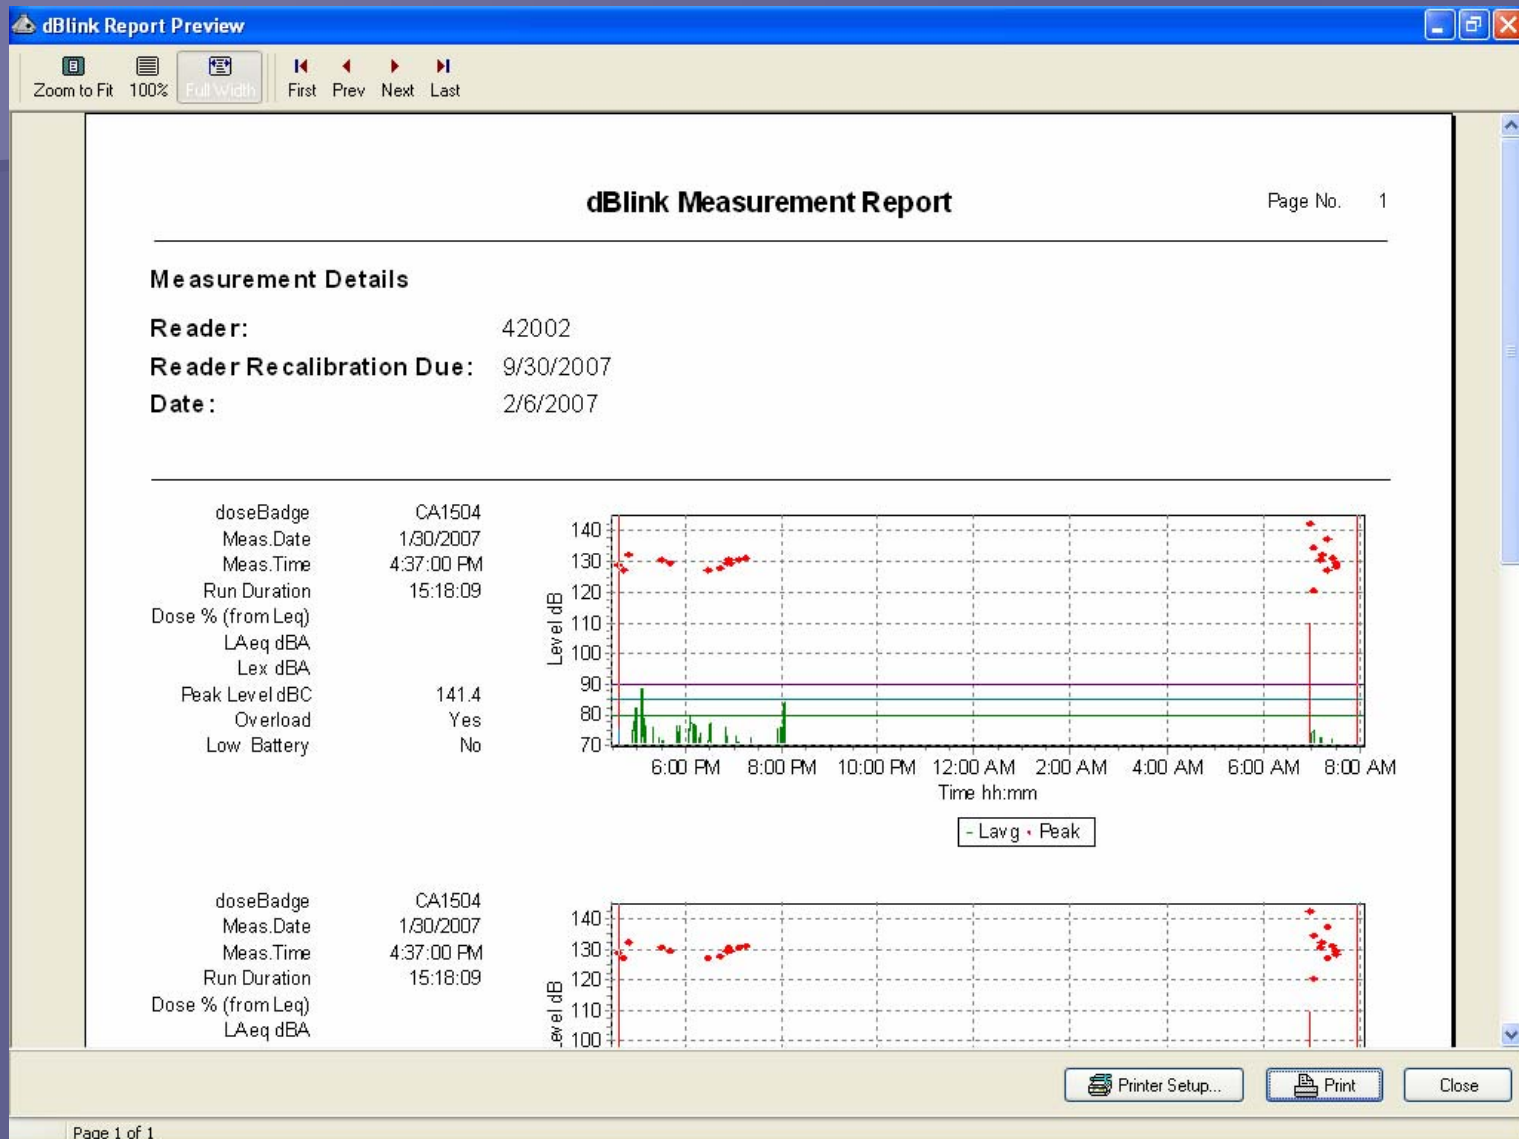 dBlink Report Preview
Zoom to Fit 100% Full Width First Prev Next Last
dBlink Measurement Report
Page No. 1
Measurement Details
Reader: 42002
Reader Recalibration Due: 9/30/2007
Date: 2/6/2007
doseBadge CA1504
Meas.Date 1/30/2007
Meas.Time 4:37:00 PM
Run Duration 15:18:09
Dose % (from Leq)
LAeq dBA
Lex dBA
Peak Level dBC 141.4
Overload Yes
Low Battery No
Level dB
140
130
120
110
100
90
80
70
6:00 PM 8:00 PM 10:00 PM 12:00 AM 2:00 AM 4:00 AM 6:00 AM 8:00 AM
Time hh:mm
- Lavg • Peak
doseBadge CA1504
Meas.Date 1/30/2007
Meas.Time 4:37:00 PM
Run Duration 15:18:09
Dose % (from Leq)
LAeq dBA
evel dB
140
130
120
110
100
Printer Setup... Print Close
Page 1 of 1